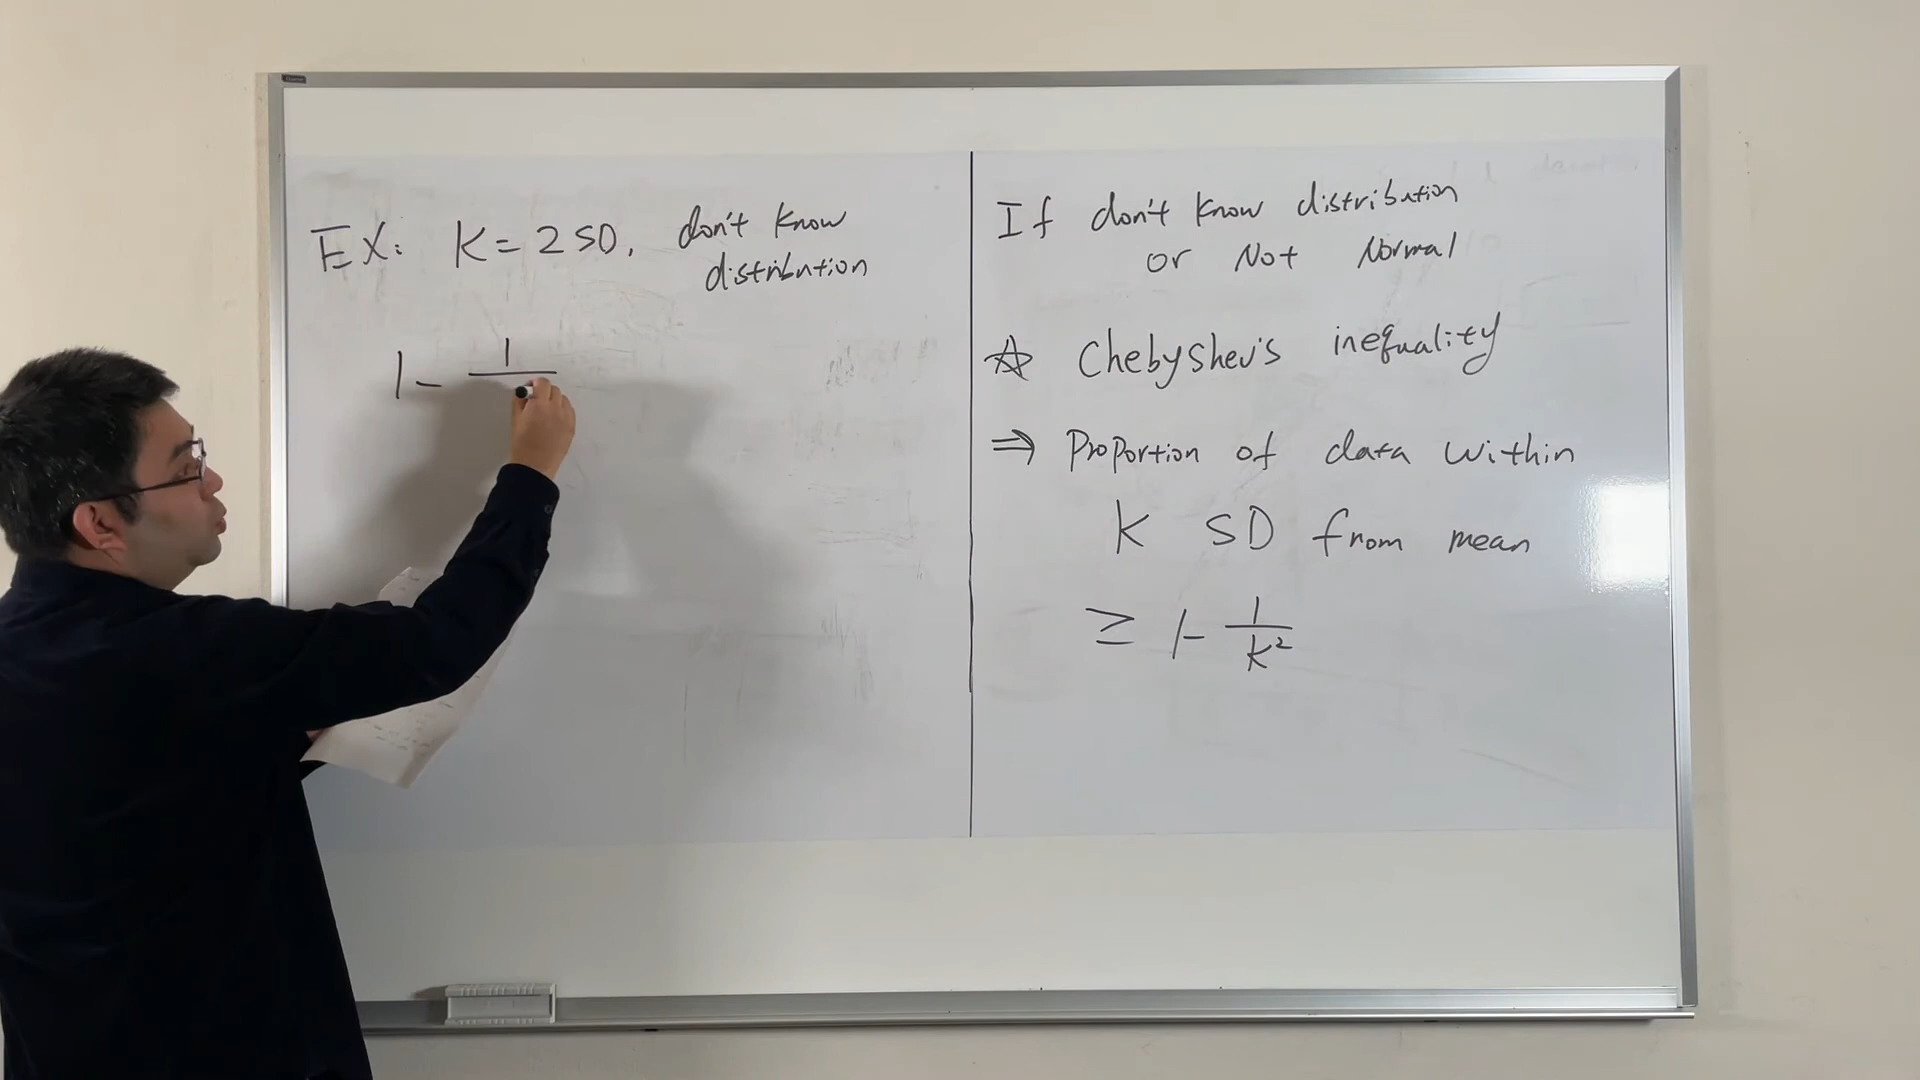 EX: K = 2 SD, don't know
distribution
1 - 1/
If don't know distribution
or Not Normal
☆ Chebyshev's inequality
⇒ Proportion of data within
K SD from mean
≥ 1 - 1/k²